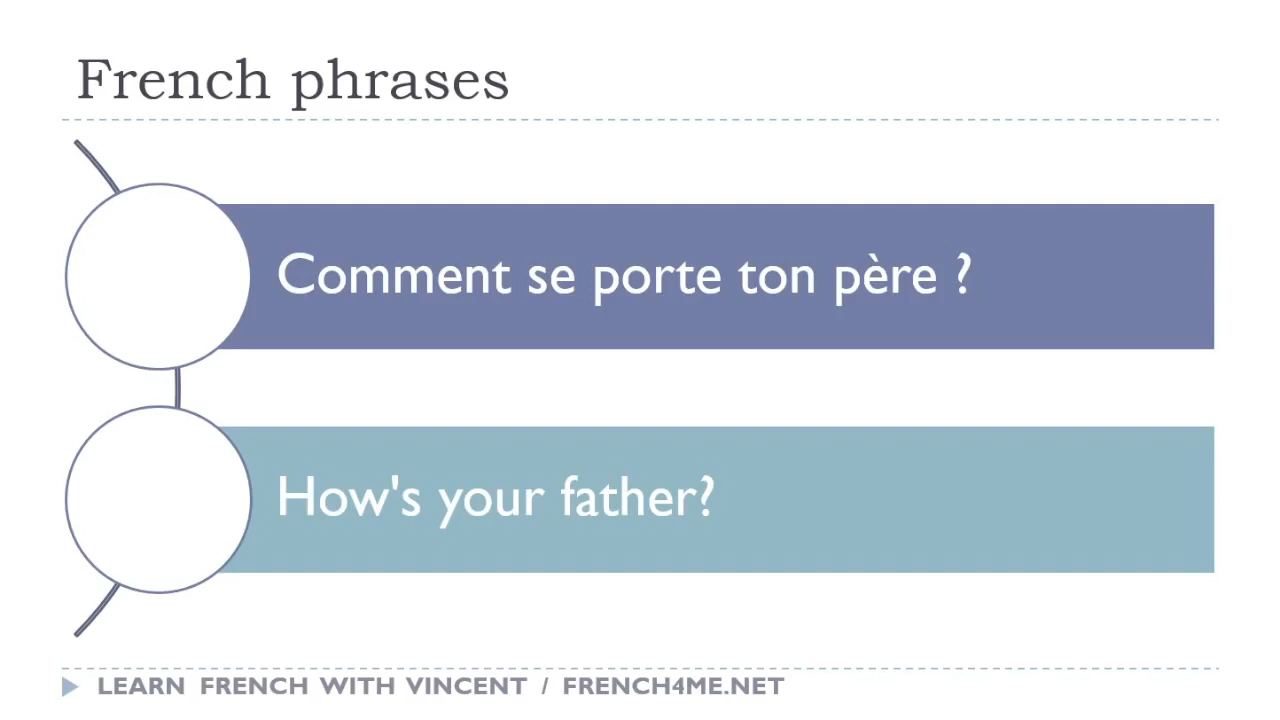 French phrases
Comment se porte ton père ?
How's your father?
LEARN FRENCH WITH VINCENT / FRENCH4ME.NET